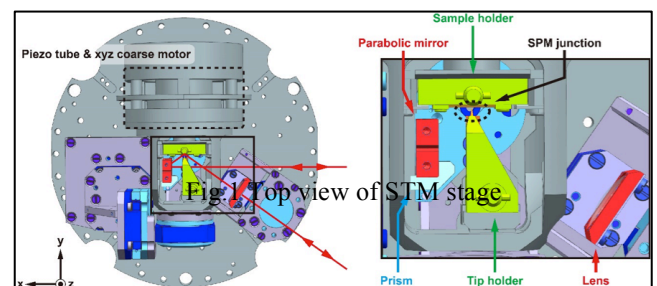 Sample holder
Piezo tube & xyz coarse motor
Parabolic mirror
SPM junction
Fig.1 Top view of STM stage
y
x
z
Prism
Tip holder
Lens